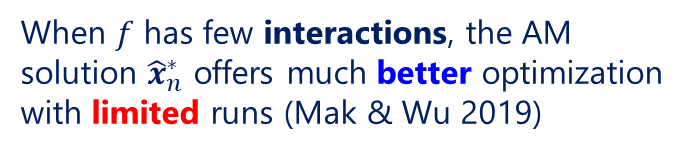 When 𝑓 has few interactions, the AM
solution 𝒙̂ₙ* offers much better optimization
with limited runs (Mak & Wu 2019)